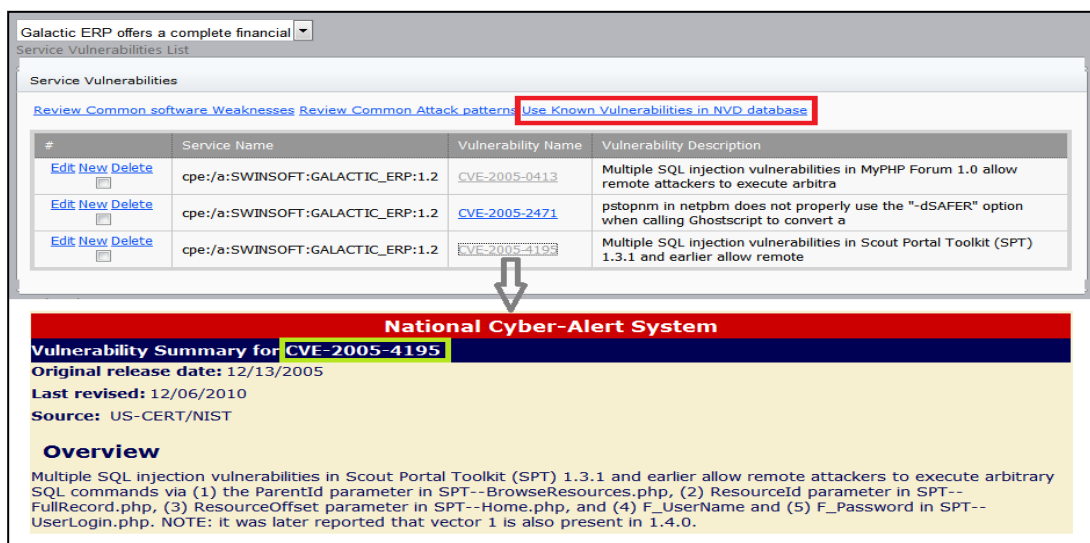 Galactic ERP offers a complete financial
Service Vulnerabilities List
Service Vulnerabilities
Review Common software Weaknesses Review Common Attack patterns Use Known Vulnerabilities in NVD database
# Service Name Vulnerability Name Vulnerability Description
Edit New Delete cpe:/a:SWINSOFT:GALACTIC_ERP:1.2 CVE-2005-0413 Multiple SQL injection vulnerabilities in MyPHP Forum 1.0 allow
remote attackers to execute arbitra
Edit New Delete cpe:/a:SWINSOFT:GALACTIC_ERP:1.2 CVE-2005-2471 pstopnm in netpbm does not properly use the "-dSAFER" option
when calling Ghostscript to convert a
Edit New Delete cpe:/a:SWINSOFT:GALACTIC_ERP:1.2 CVE-2005-4195 Multiple SQL injection vulnerabilities in Scout Portal Toolkit (SPT)
1.3.1 and earlier allow remote
National Cyber-Alert System
Vulnerability Summary for CVE-2005-4195
Original release date: 12/13/2005
Last revised: 12/06/2010
Source: US-CERT/NIST
Overview
Multiple SQL injection vulnerabilities in Scout Portal Toolkit (SPT) 1.3.1 and earlier allow remote attackers to execute arbitrary
SQL commands via (1) the ParentId parameter in SPT--BrowseResources.php, (2) ResourceId parameter in SPT--
FullRecord.php, (3) ResourceOffset parameter in SPT--Home.php, and (4) F_UserName and (5) F_Password in SPT--
UserLogin.php. NOTE: it was later reported that vector 1 is also present in 1.4.0.